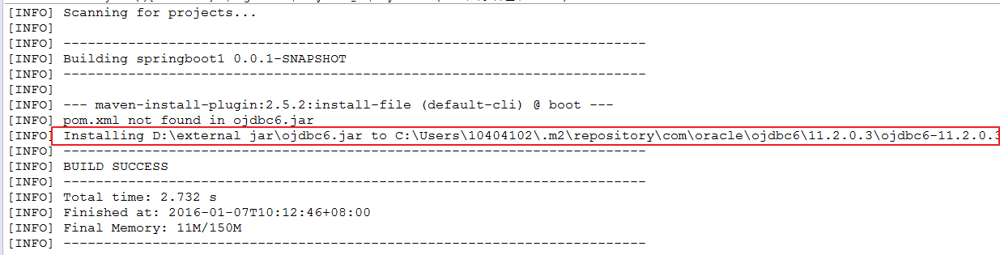 [INFO] Scanning for projects...
[INFO]
[INFO] ------------------------------------------------------------------------
[INFO] Building springboot1 0.0.1-SNAPSHOT
[INFO] ------------------------------------------------------------------------
[INFO]
[INFO] --- maven-install-plugin:2.5.2:install-file (default-cli) @ boot ---
[INFO] pom.xml not found in ojdbc6.jar
[INFO] Installing D:\external jar\ojdbc6.jar to C:\Users\10404102\.m2\repository\com\oracle\ojdbc6\11.2.0.3\ojdbc6-11.2.0.3
[INFO] ------------------------------------------------------------------------
[INFO] BUILD SUCCESS
[INFO] ------------------------------------------------------------------------
[INFO] Total time: 2.732 s
[INFO] Finished at: 2016-01-07T10:12:46+08:00
[INFO] Final Memory: 11M/150M
[INFO] ------------------------------------------------------------------------